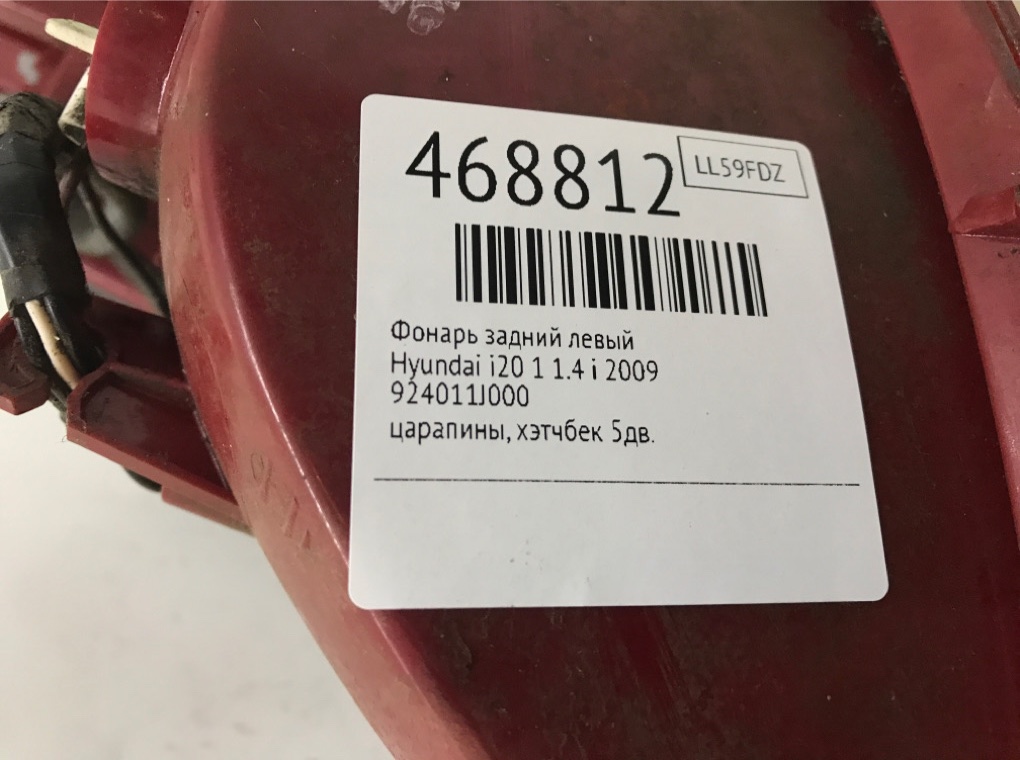 468812
LL59FDZ
Фонарь задний левый
Hyundai i20 1 1.4 i 2009
924011J000
царапины, хэтчбек 5дв.